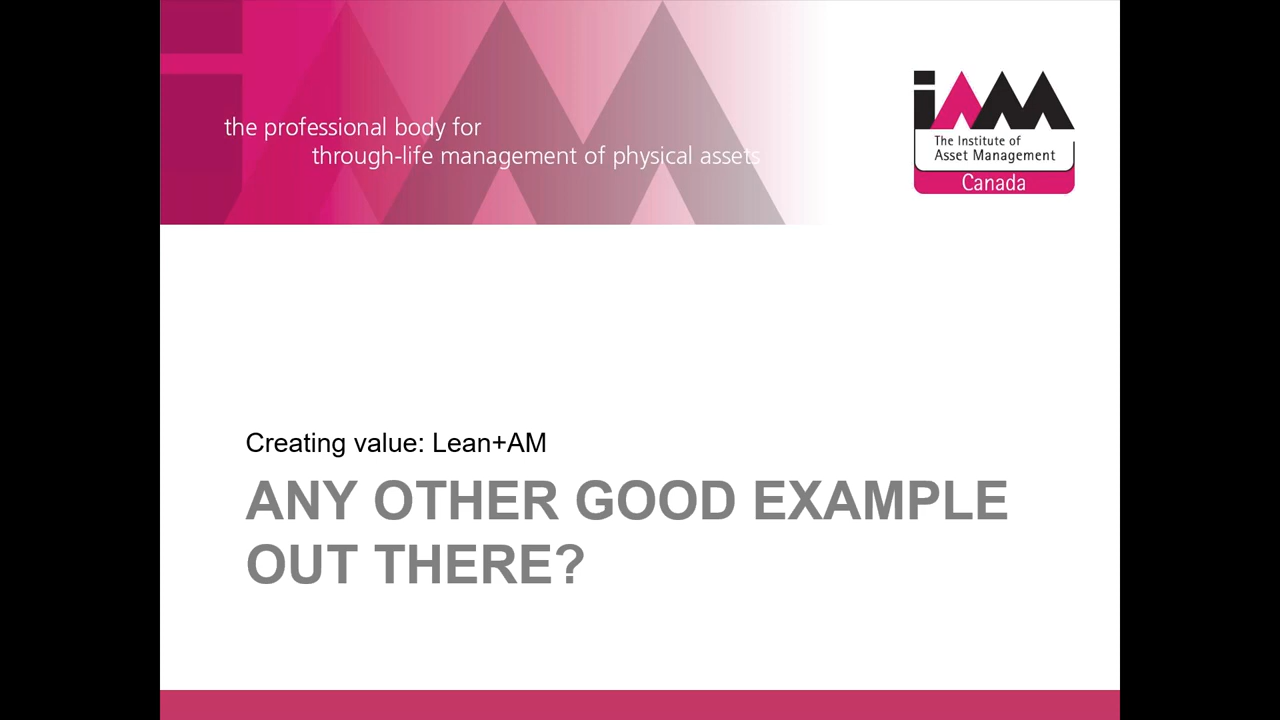 the professional body for
through-life management of physical assets
iAM
The Institute of
Asset Management
Canada
Creating value: Lean+AM
ANY OTHER GOOD EXAMPLE
OUT THERE?